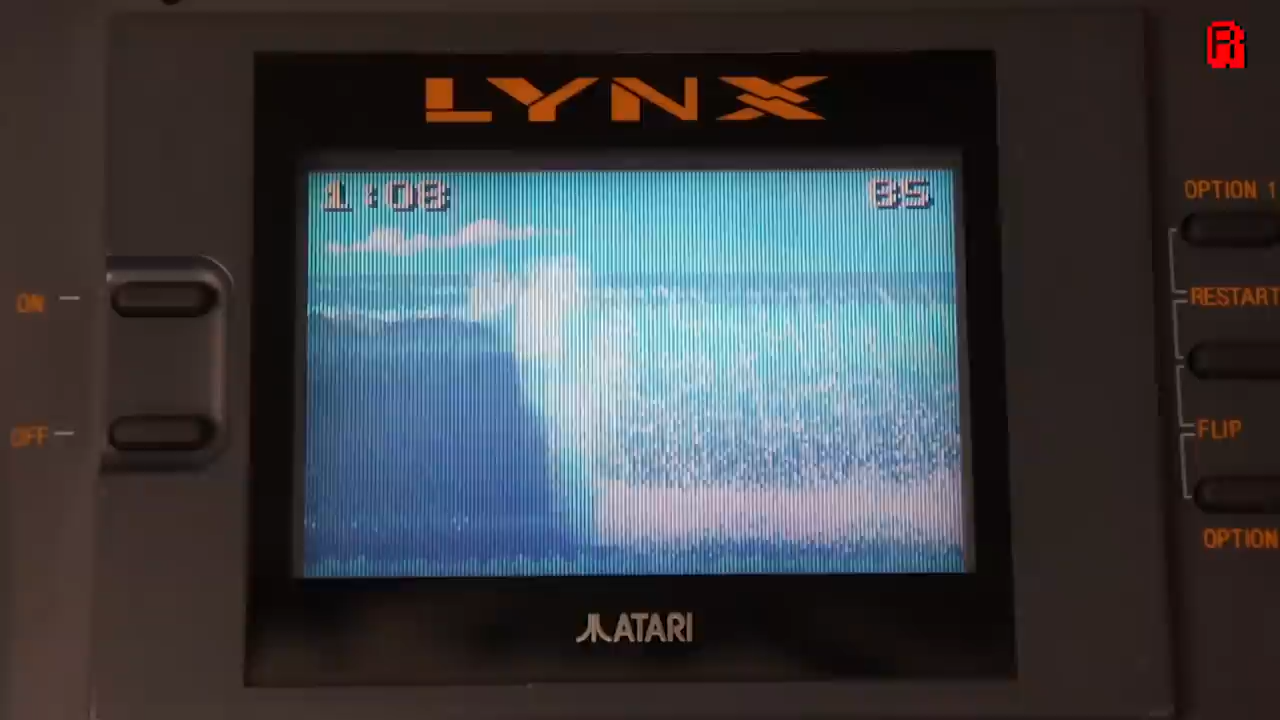 LYNX
1:08
85
OPTION 1
ON
RESTART
OFF
FLIP
OPTION
ATARI
R